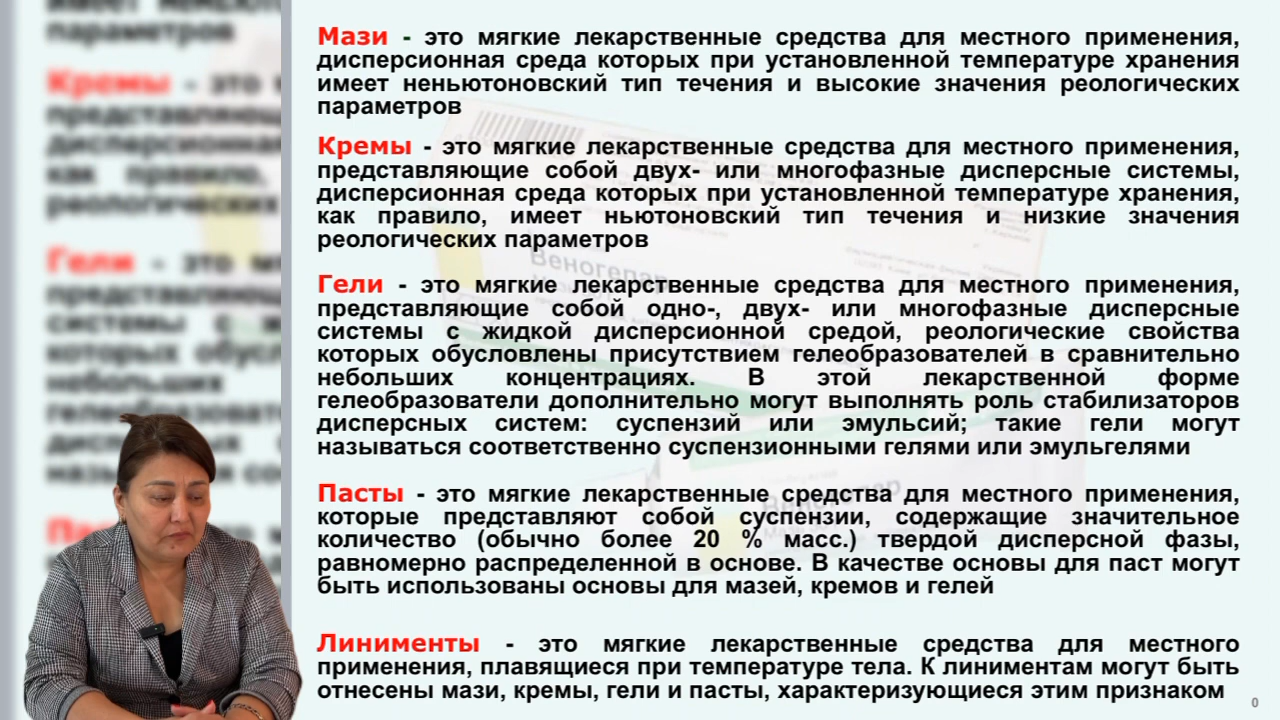 Мази - это мягкие лекарственные средства для местного применения,
дисперсионная среда которых при установленной температуре хранения
имеет неньютоновский тип течения и высокие значения реологических
параметров
Кремы - это мягкие лекарственные средства для местного применения,
представляющие собой двух- или многофазные дисперсные системы,
дисперсионная среда которых при установленной температуре хранения,
как правило, имеет ньютоновский тип течения и низкие значения
реологических параметров
Гели - это мягкие лекарственные средства для местного применения,
представляющие собой одно-, двух- или многофазные дисперсные
системы с жидкой дисперсионной средой, реологические свойства
которых обусловлены присутствием гелеобразователей в сравнительно
небольших концентрациях. В этой лекарственной форме
гелеобразователи дополнительно могут выполнять роль стабилизаторов
дисперсных систем: суспензий или эмульсий; такие гели могут
называться соответственно суспензионными гелями или эмульгелями
Пасты - это мягкие лекарственные средства для местного применения,
которые представляют собой суспензии, содержащие значительное
количество (обычно более 20 % масс.) твердой дисперсной фазы,
равномерно распределенной в основе. В качестве основы для паст могут
быть использованы основы для мазей, кремов и гелей
Линименты - это мягкие лекарственные средства для местного
применения, плавящиеся при температуре тела. К линиментам могут быть
отнесены мази, кремы, гели и пасты, характеризующиеся этим признаком
0
Веногепар
Веногепар